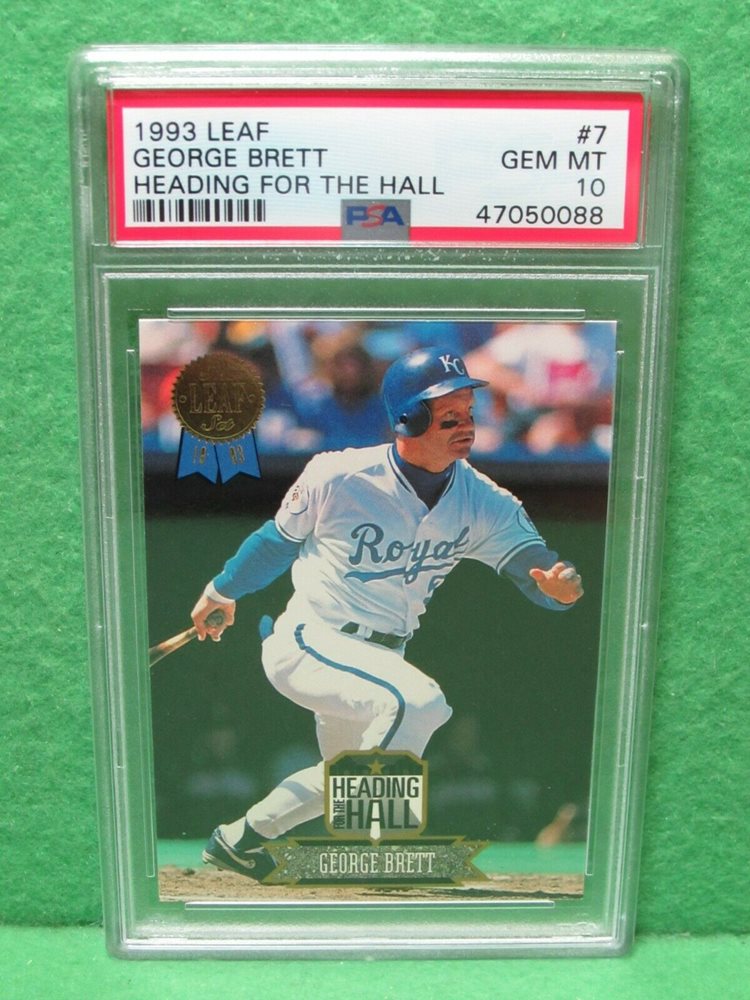 1993 LEAF #7
GEORGE BRETT GEM MT
HEADING FOR THE HALL 10
PSA 47050088
LEAF
Set
19 93
KC
Royals
HEADING
FOR THE
HALL
GEORGE BRETT